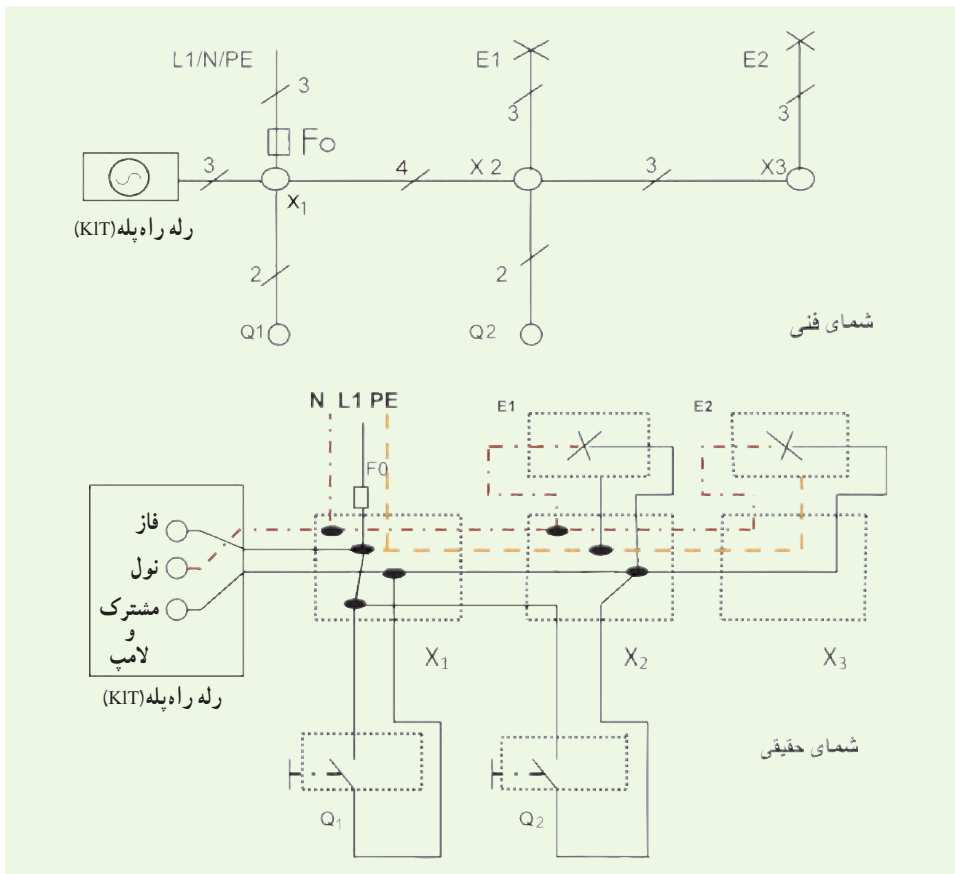 L1/N/PE
E1
E2
3
3
3
Fo
3
4
X 2
3
X3
X1
رله راه‌پله(KIT)
2
2
Q1
Q2
شمای فنی
N L1 PE
E1
E2
F0
فاز
نول
مشترک
و
لامپ
X1
X2
X3
رله راه‌پله(KIT)
شمای حقیقی
Q1
Q2